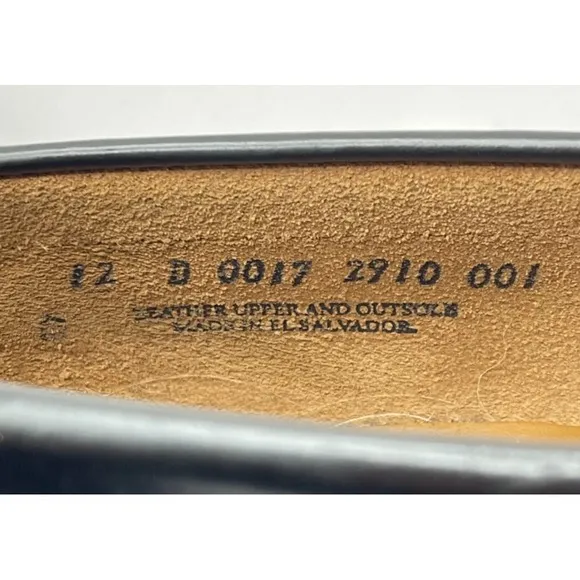 12 D 0017 2910 001
LEATHER UPPER AND OUTSOLE
MADE IN EL SALVADOR